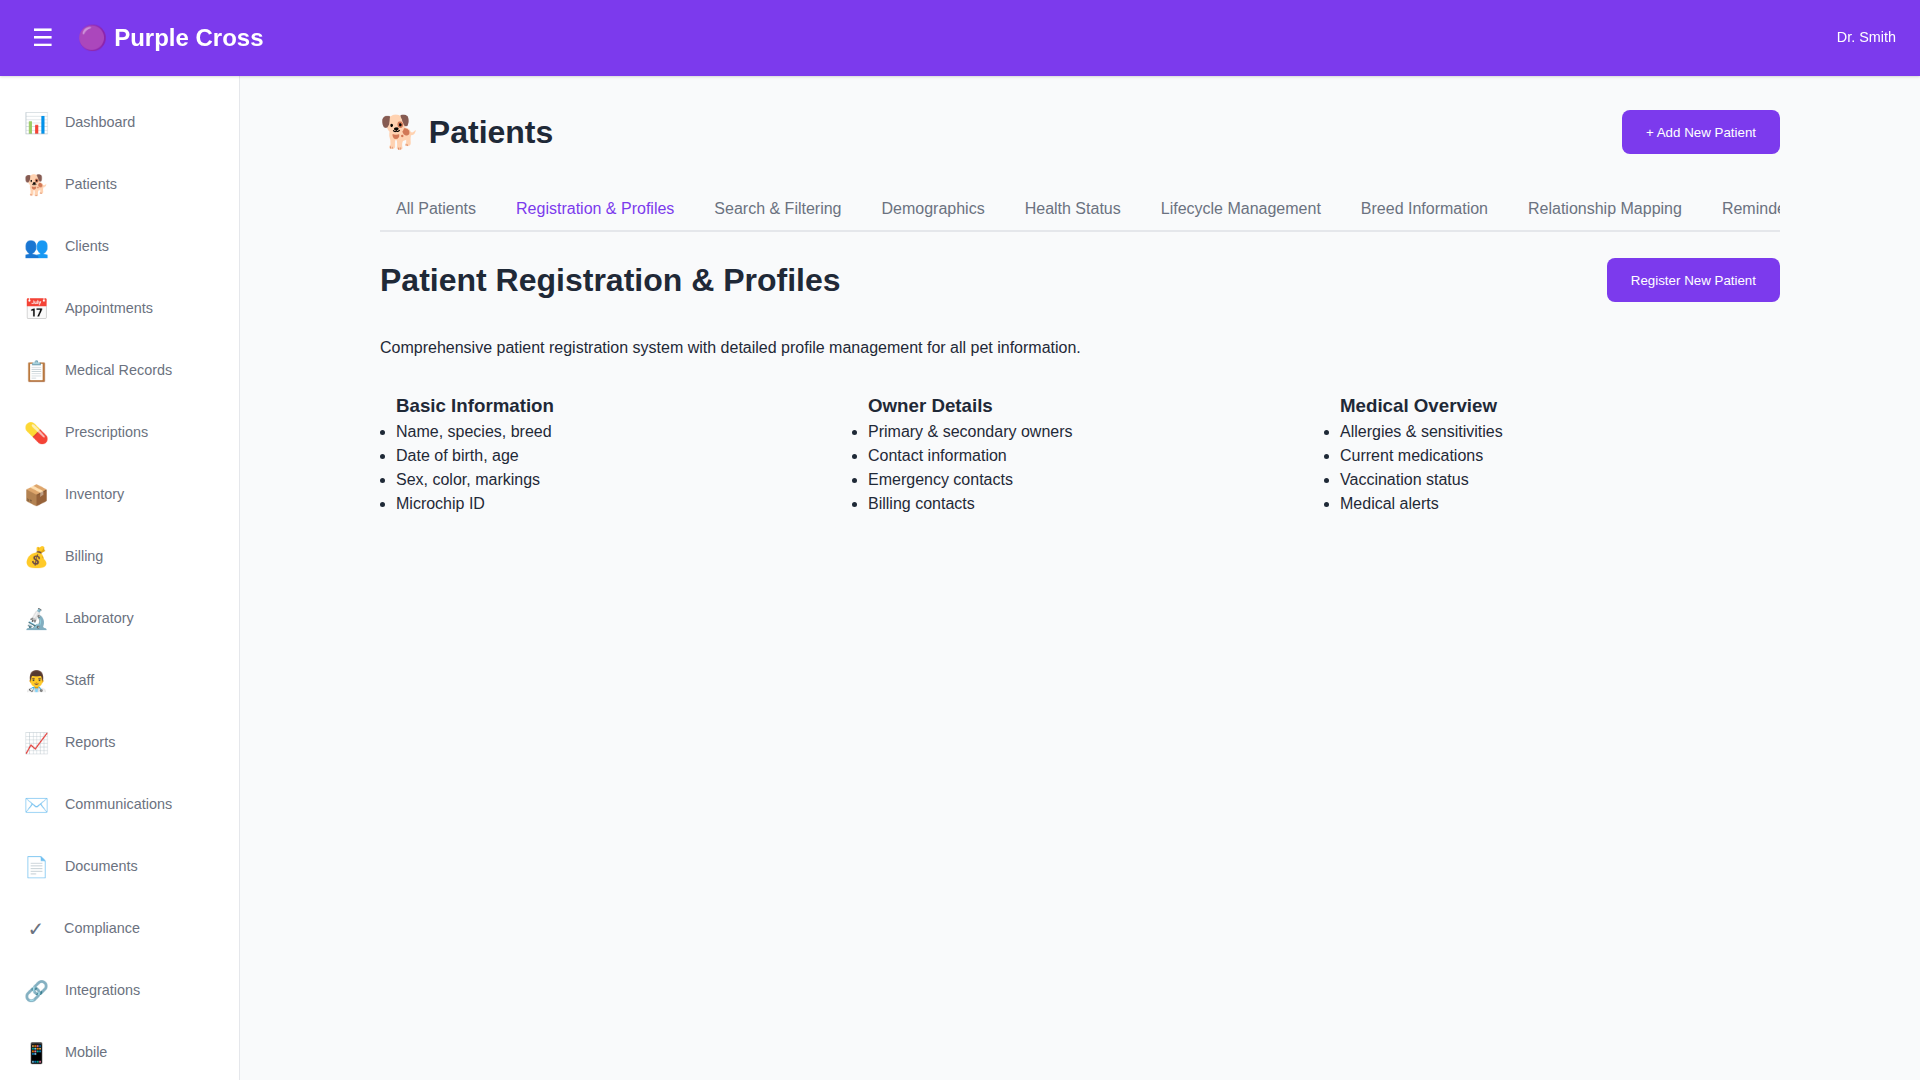 ☰ Purple Cross
Dr. Smith
Dashboard
Patients
Clients
Appointments
Medical Records
Prescriptions
Inventory
Billing
Laboratory
Staff
Reports
Communications
Documents
✓ Compliance
Integrations
Mobile
Patients
+ Add New Patient
All Patients Registration & Profiles Search & Filtering Demographics Health Status Lifecycle Management Breed Information Relationship Mapping Reminde
Patient Registration & Profiles
Register New Patient
Comprehensive patient registration system with detailed profile management for all pet information.
Basic Information
• Name, species, breed
• Date of birth, age
• Sex, color, markings
• Microchip ID
Owner Details
• Primary & secondary owners
• Contact information
• Emergency contacts
• Billing contacts
Medical Overview
• Allergies & sensitivities
• Current medications
• Vaccination status
• Medical alerts